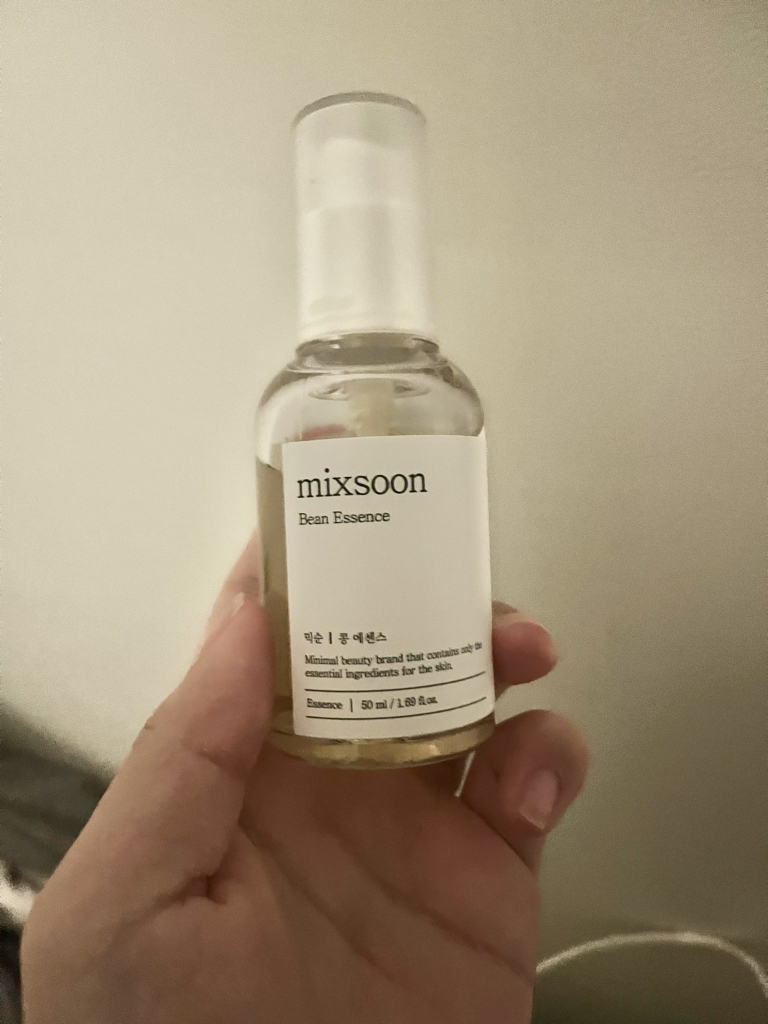 mixsoon
Bean Essence
믹순 | 콩 에센스
Minimal beauty brand that contains only the
essential ingredients for the skin.
Essence | 50 ml / 1.69 fl.oz.